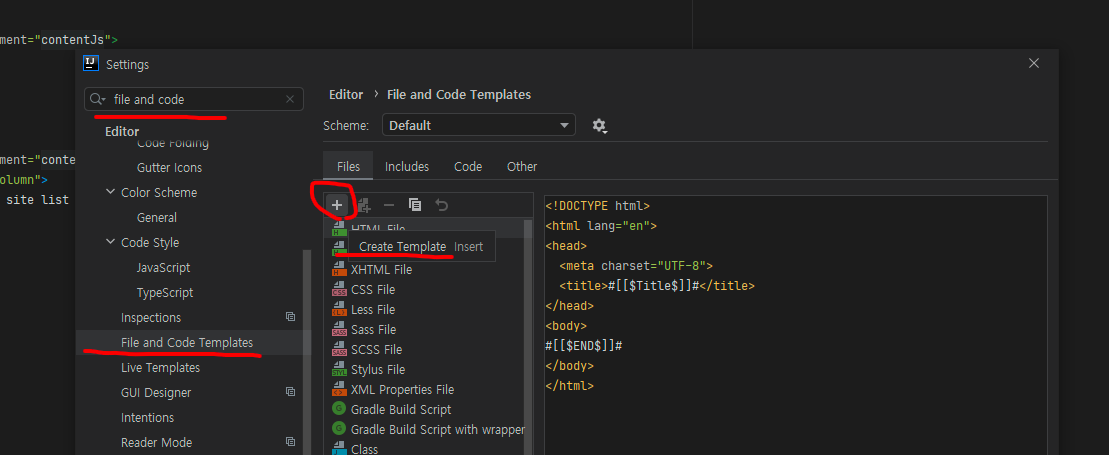 ment="contentJs">
IJ Settings
file and code
Editor › File and Code Templates
Scheme: Default
Editor
Code Folding
Gutter Icons
Color Scheme
General
Code Style
JavaScript
TypeScript
Inspections
File and Code Templates
Live Templates
GUI Designer
Intentions
Reader Mode
ment="conte
olumn">
site list
Files Includes Code Other
HTML File
Create Template Insert
XHTML File
CSS File
Less File
Sass File
SCSS File
Stylus File
XML Properties File
Gradle Build Script
Gradle Build Script with wrapper
Class
<!DOCTYPE html>
<html lang="en">
<head>
  <meta charset="UTF-8">
  <title>#[[$Title$]]#</title>
</head>
<body>
#[[$END$]]#
</body>
</html>